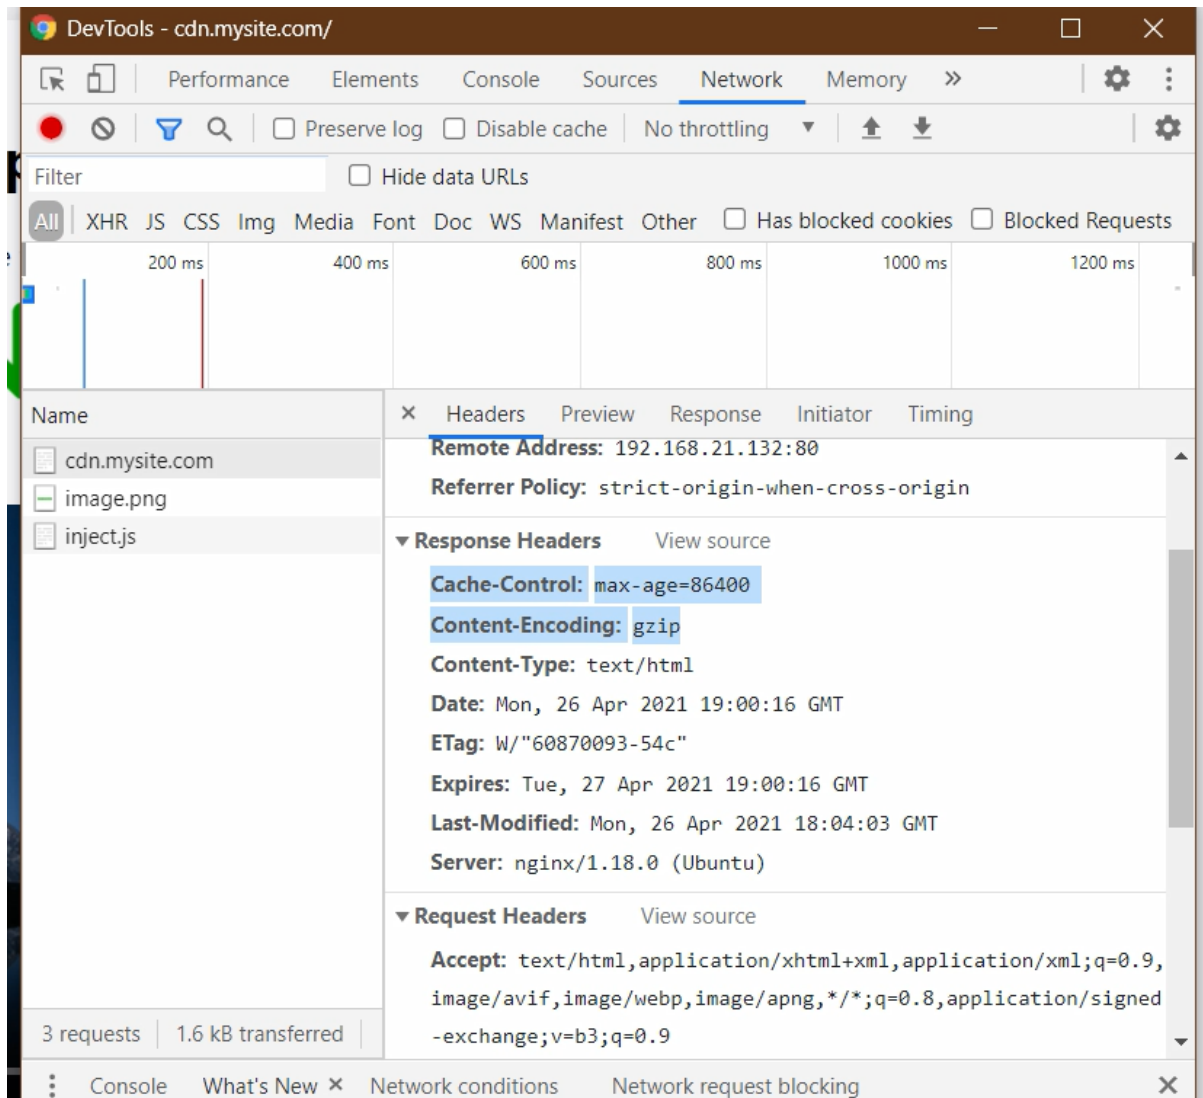 DevTools - cdn.mysite.com/
Performance Elements Console Sources Network Memory »
Preserve log Disable cache No throttling
Filter Hide data URLs
All XHR JS CSS Img Media Font Doc WS Manifest Other Has blocked cookies Blocked Requests
200 ms 400 ms 600 ms 800 ms 1000 ms 1200 ms
Name
cdn.mysite.com
image.png
inject.js
3 requests 1.6 kB transferred
× Headers Preview Response Initiator Timing
Remote Address: 192.168.21.132:80
Referrer Policy: strict-origin-when-cross-origin
Response Headers View source
Cache-Control: max-age=86400
Content-Encoding: gzip
Content-Type: text/html
Date: Mon, 26 Apr 2021 19:00:16 GMT
ETag: W/"60870093-54c"
Expires: Tue, 27 Apr 2021 19:00:16 GMT
Last-Modified: Mon, 26 Apr 2021 18:04:03 GMT
Server: nginx/1.18.0 (Ubuntu)
Request Headers View source
Accept: text/html,application/xhtml+xml,application/xml;q=0.9,
image/avif,image/webp,image/apng,*/*;q=0.8,application/signed
-exchange;v=b3;q=0.9
Console What's New × Network conditions Network request blocking ×